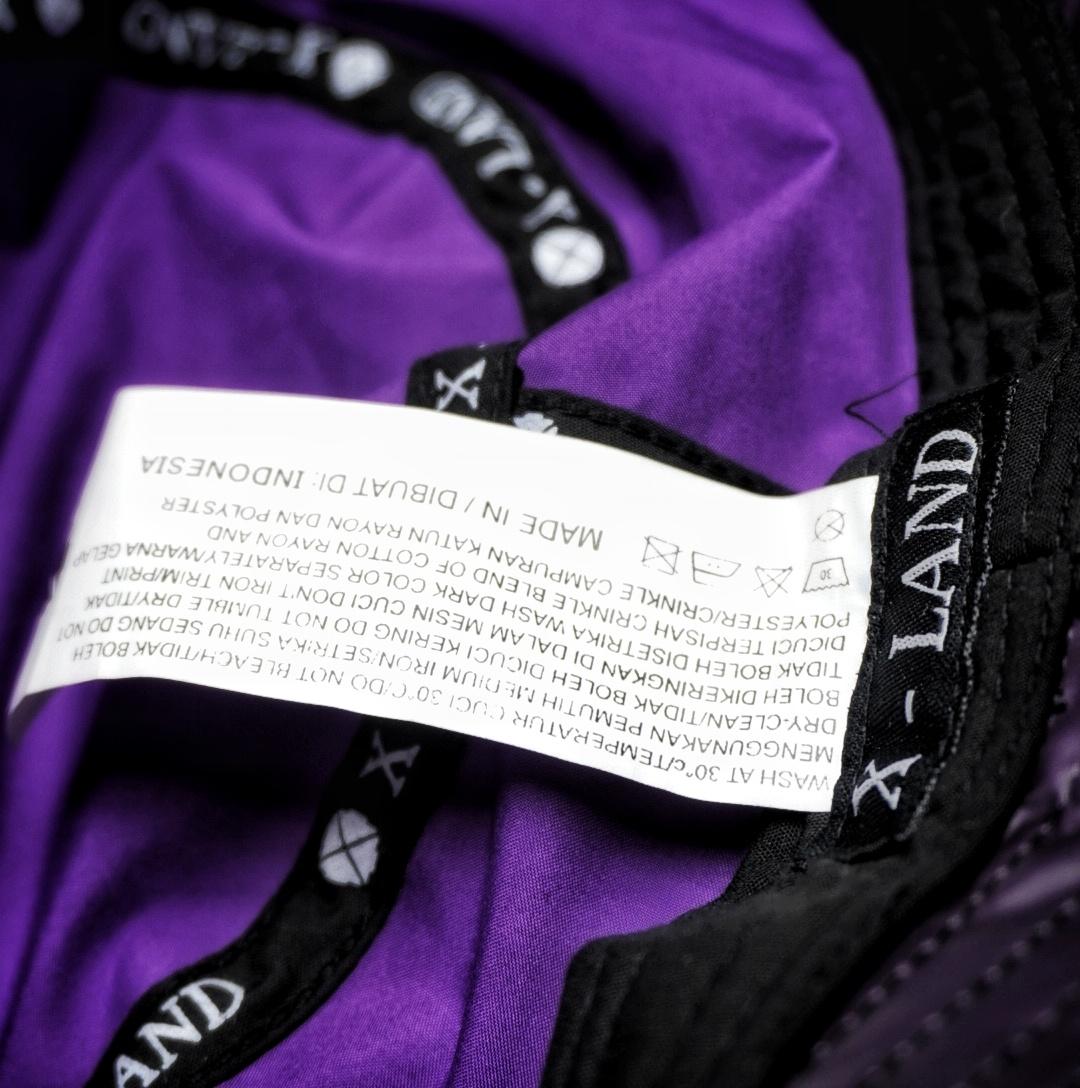 WASH AT 30°C/TEMPERATUR CUCI 30°C/DO NOT BLEACH/TIDAK BOLEH
MENGGUNAKAN PEMUTIH MEDIUM IRON/SETRIKA SUHU SEDANG DO NOT
DRY-CLEAN/TIDAK BOLEH DICUCI KERING DO NOT TUMBLE DRY/TIDAK
BOLEH DIKERINGKAN DI DALAM MESIN CUCI DON'T IRON TRIM/PRINT
TIDAK BOLEH DISETRIKA WASH DARK COLOR SEPARATELY/WARNA GELAP
DICUCI TERPISAH CRINKLE BLEND OF COTTON RAYON AND
POLYESTER/CRINKLE CAMPURAN KATUN RAYON DAN POLYESTER
30
MADE IN / DIBUAT DI: INDONESIA
X - LAND
X
X
AND